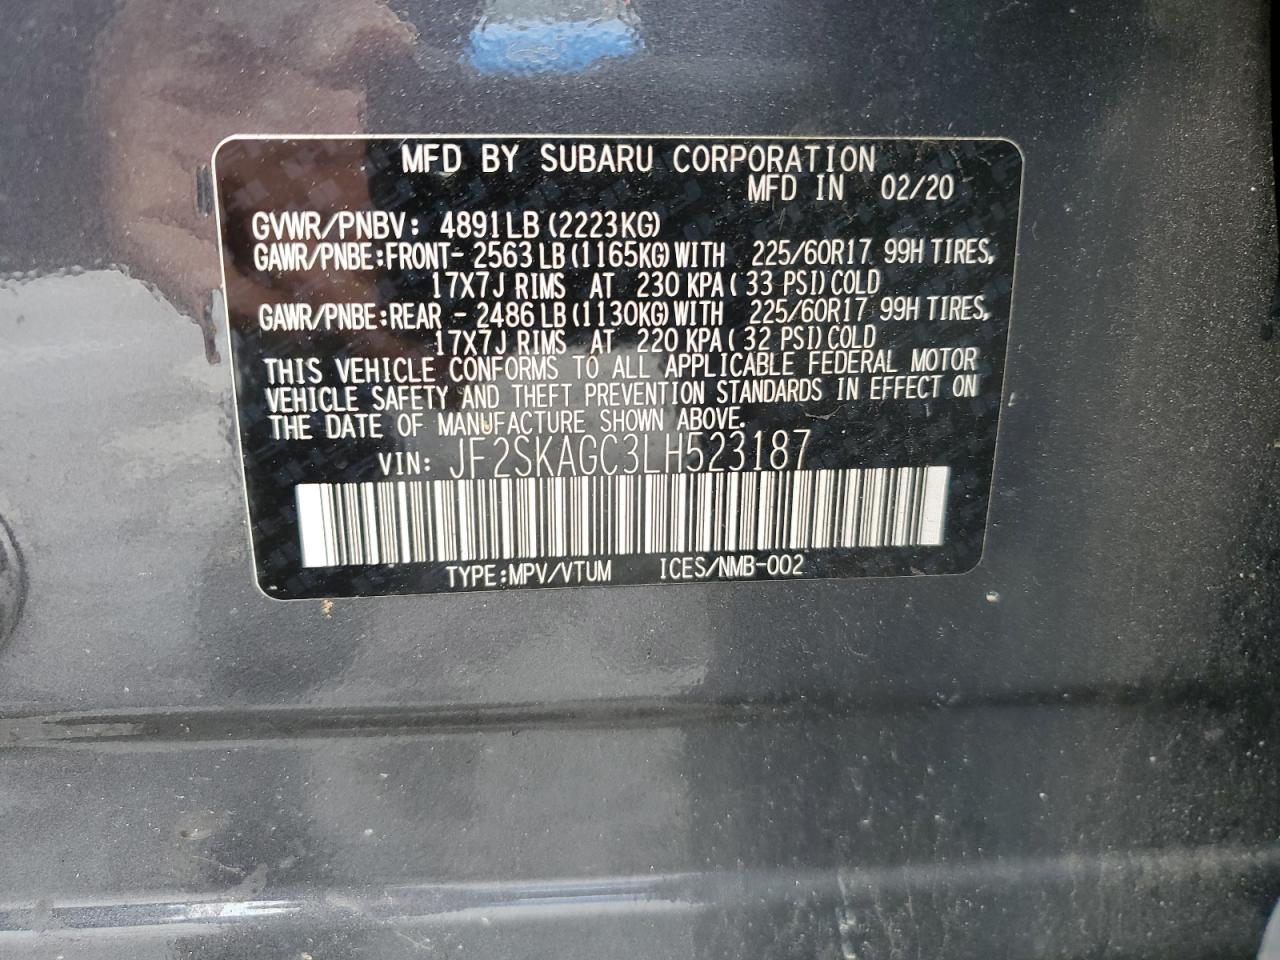 MFD BY SUBARU CORPORATION
MFD IN 02/20
GVWR/PNBV: 4891LB (2223KG)
GAWR/PNBE:FRONT- 2563 LB (1165KG) WITH 225/60R17 99H TIRES,
17X7J RIMS AT 230 KPA ( 33 PSI) COLD
GAWR/PNBE:REAR - 2486 LB (1130KG) WITH 225/60R17 99H TIRES,
17X7J RIMS AT 220 KPA ( 32 PSI) COLD
THIS VEHICLE CONFORMS TO ALL APPLICABLE FEDERAL MOTOR
VEHICLE SAFETY AND THEFT PREVENTION STANDARDS IN EFFECT ON
THE DATE OF MANUFACTURE SHOWN ABOVE.
VIN: JF2SKAGC3LH523187
TYPE:MPV/VTUM ICES/NMB-002